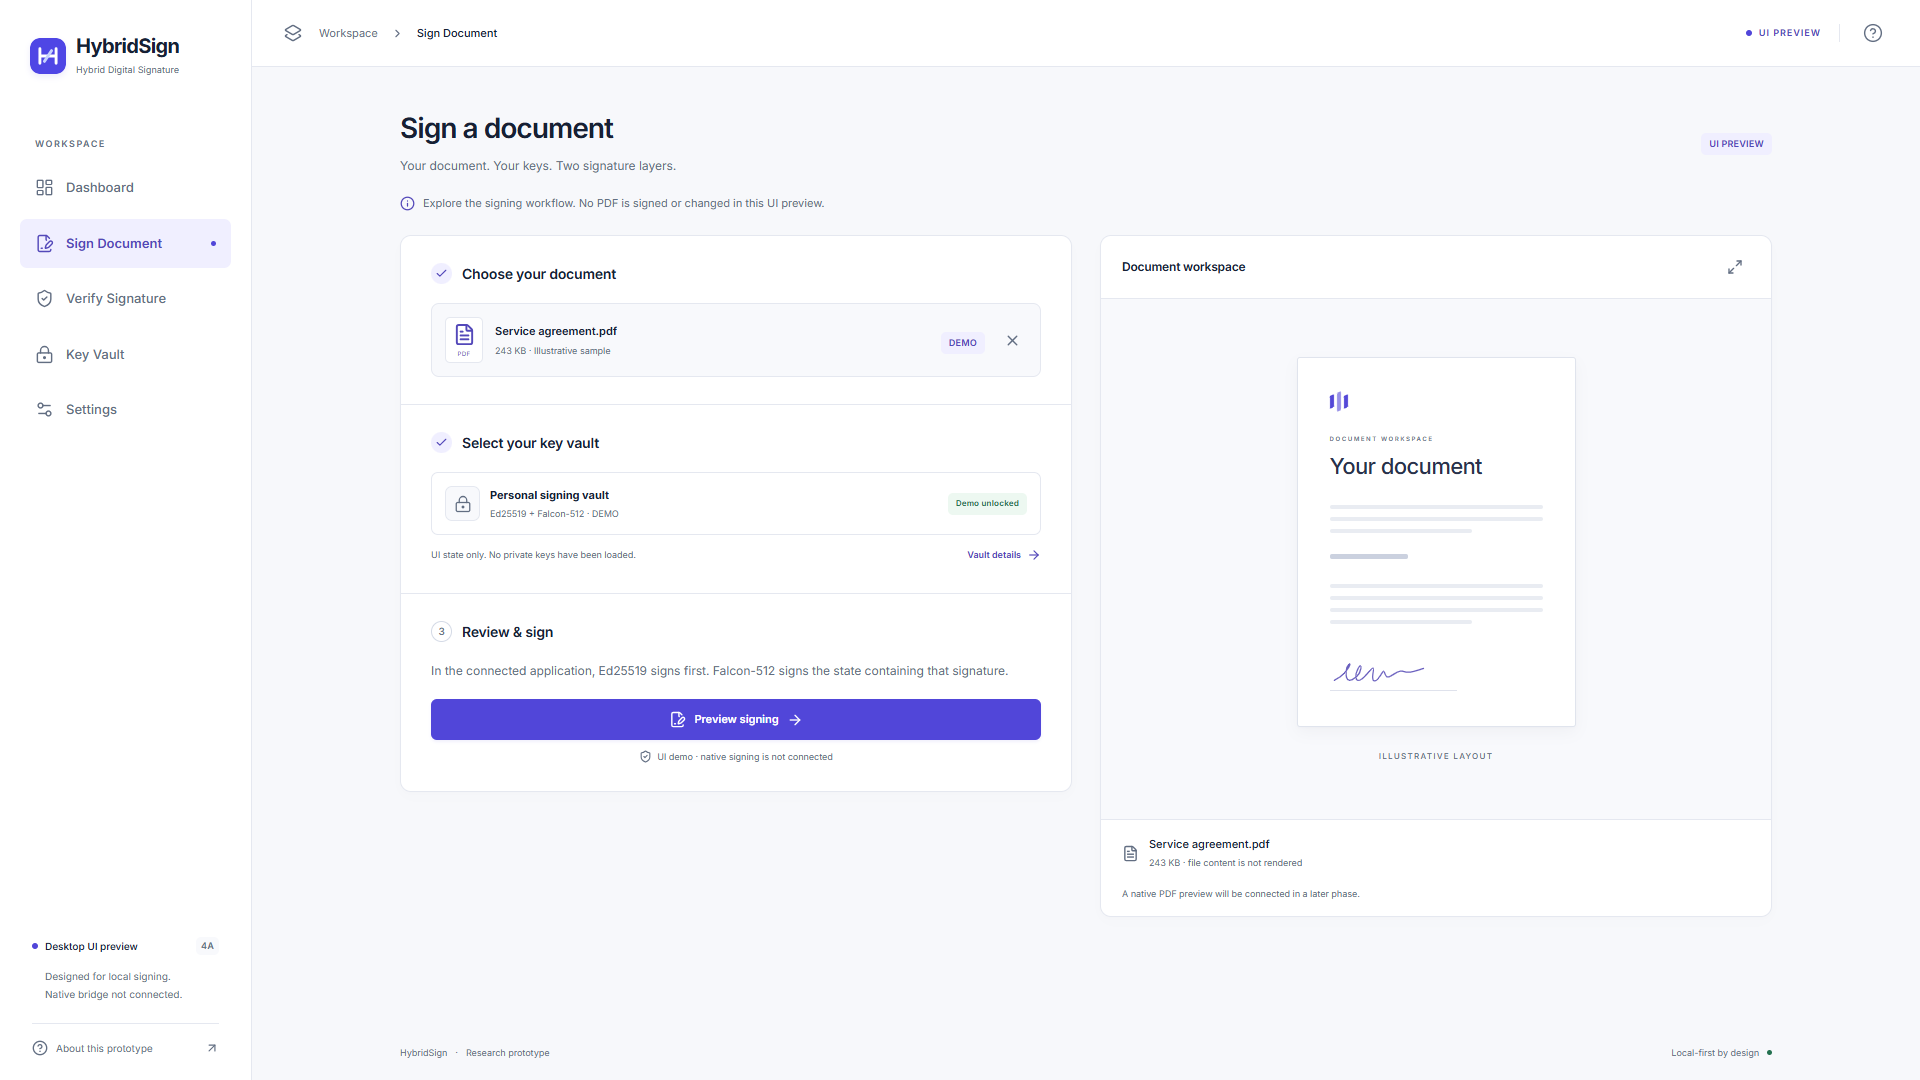 HybridSign
Hybrid Digital Signature
WORKSPACE
Dashboard
Sign Document
Verify Signature
Key Vault
Settings
Desktop UI preview
4A
Designed for local signing.
Native bridge not connected.
About this prototype
Workspace
Sign Document
UI PREVIEW
Sign a document
Your document. Your keys. Two signature layers.
UI PREVIEW
Explore the signing workflow. No PDF is signed or changed in this UI preview.
Choose your document
PDF
Service agreement.pdf
243 KB · Illustrative sample
DEMO
Select your key vault
Personal signing vault
Ed25519 + Falcon-512 · DEMO
Demo unlocked
UI state only. No private keys have been loaded.
Vault details
3
Review & sign
In the connected application, Ed25519 signs first. Falcon-512 signs the state containing that signature.
Preview signing
UI demo · native signing is not connected
Document workspace
DOCUMENT WORKSPACE
Your document
ILLUSTRATIVE LAYOUT
Service agreement.pdf
243 KB · file content is not rendered
A native PDF preview will be connected in a later phase.
HybridSign · Research prototype
Local-first by design